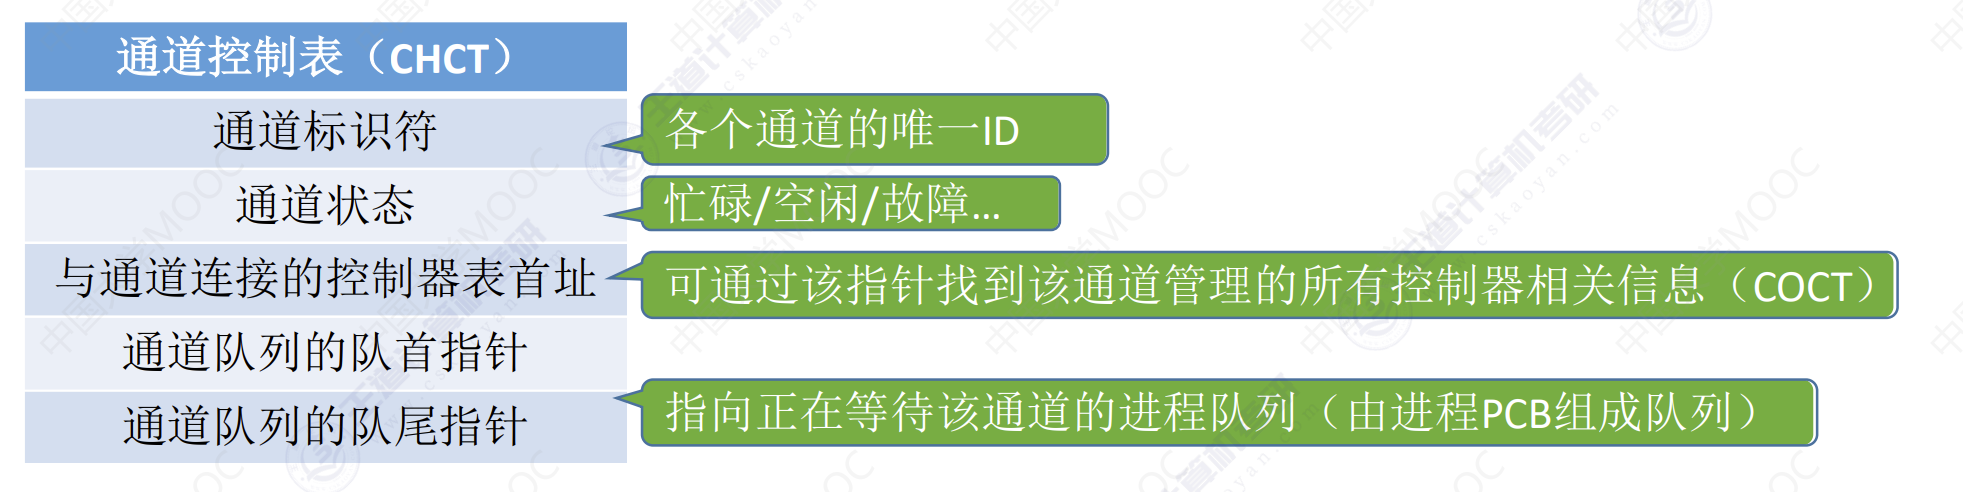 通道控制表（CHCT）
通道标识符
各个通道的唯一ID
通道状态
忙碌/空闲/故障...
与通道连接的控制器表首址
可通过该指针找到该通道管理的所有控制器相关信息（COCT）
通道队列的队首指针
通道队列的队尾指针
指向正在等待该通道的进程队列（由进程PCB组成队列）